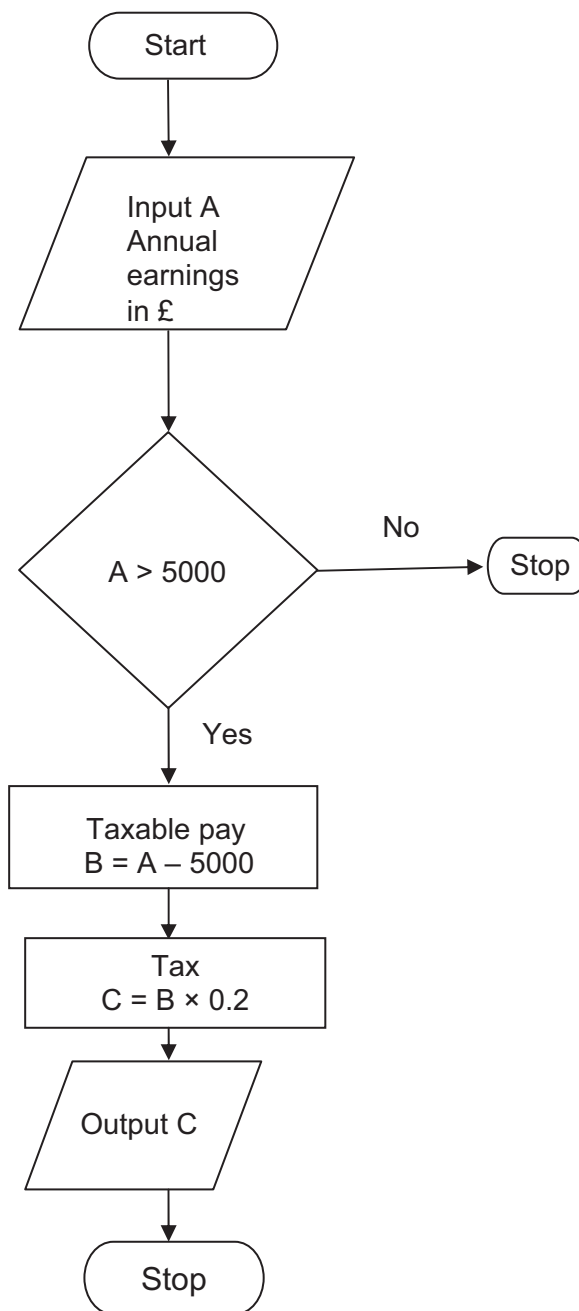 Start
Input A
Annual
earnings
in £
A > 5000
No
Stop
Yes
Taxable pay
B = A – 5000
Tax
C = B × 0.2
Output C
Stop